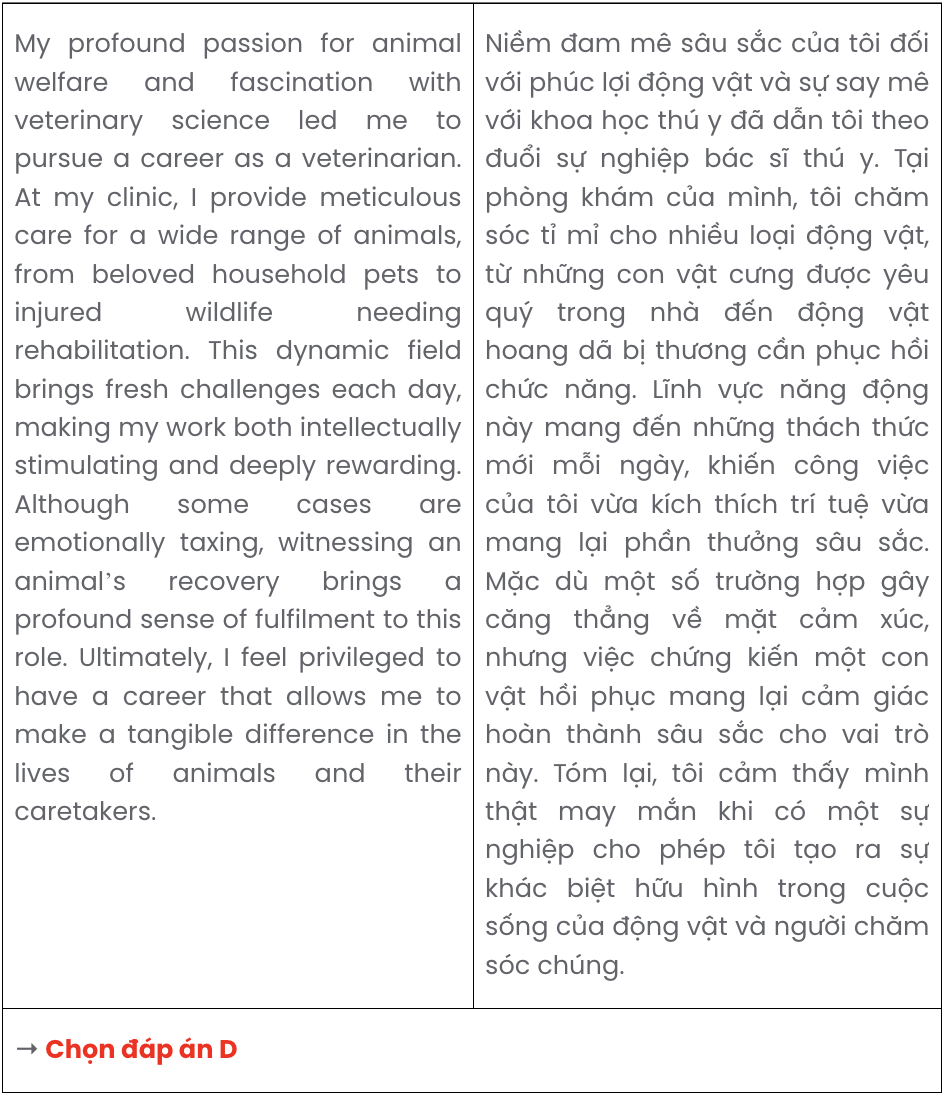 My profound passion for animal
welfare and fascination with
veterinary science led me to
pursue a career as a veterinarian.
At my clinic, I provide meticulous
care for a wide range of animals,
from beloved household pets to
injured wildlife needing
rehabilitation. This dynamic field
brings fresh challenges each day,
making my work both intellectually
stimulating and deeply rewarding.
Although some cases are
emotionally taxing, witnessing an
animal’s recovery brings a
profound sense of fulfilment to this
role. Ultimately, I feel privileged to
have a career that allows me to
make a tangible difference in the
lives of animals and their
caretakers.
Niềm đam mê sâu sắc của tôi đối
với phúc lợi động vật và sự say mê
với khoa học thú y đã dẫn tôi theo
đuổi sự nghiệp bác sĩ thú y. Tại
phòng khám của mình, tôi chăm
sóc tỉ mỉ cho nhiều loại động vật,
từ những con vật cưng được yêu
quý trong nhà đến động vật
hoang dã bị thương cần phục hồi
chức năng. Lĩnh vực năng động
này mang đến những thách thức
mới mỗi ngày, khiến công việc
của tôi vừa kích thích trí tuệ vừa
mang lại phần thưởng sâu sắc.
Mặc dù một số trường hợp gây
căng thẳng về mặt cảm xúc,
nhưng việc chứng kiến một con
vật hồi phục mang lại cảm giác
hoàn thành sâu sắc cho vai trò
này. Tóm lại, tôi cảm thấy mình
thật may mắn khi có một sự
nghiệp cho phép tôi tạo ra sự
khác biệt hữu hình trong cuộc
sống của động vật và người chăm
sóc chúng.
→ Chọn đáp án D